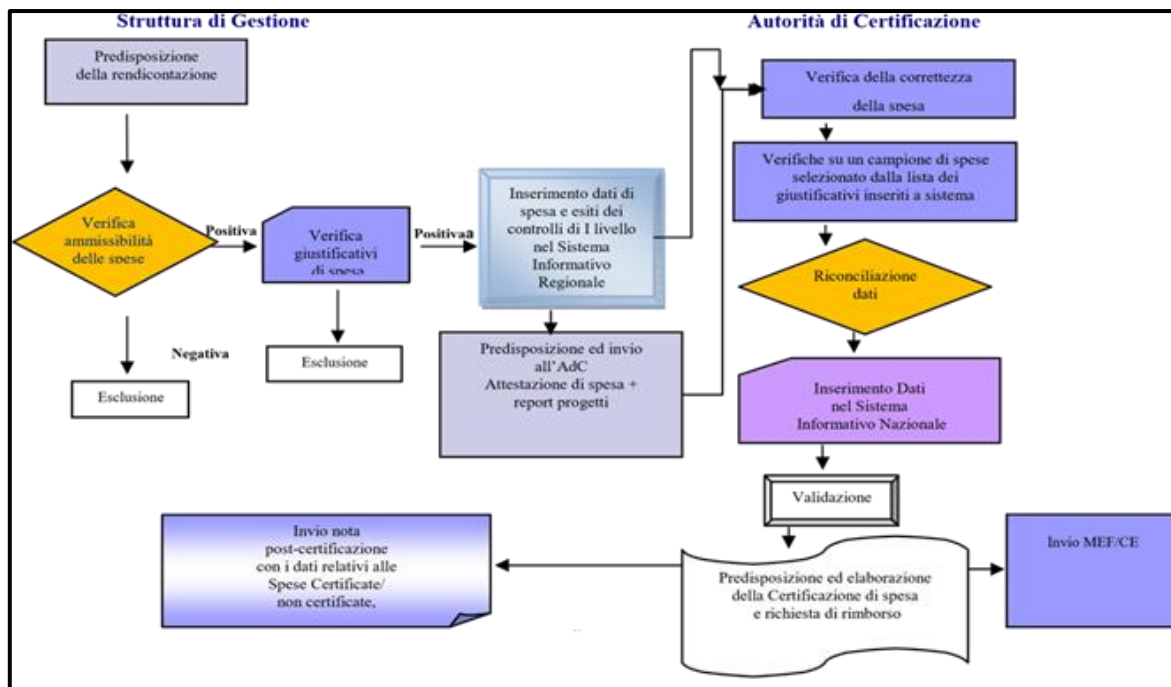 Struttura di Gestione
Autorità di Certificazione
Predisposizione
della rendicontazione
Verifica
ammissibilità
delle spese
Positiva
Negativa
Esclusione
Verifica
giustificativi
di spesa
Positivaa
Esclusione
Inserimento dati di
spesa e esiti dei
controlli di I livello
nel Sistema
Informativo
Regionale
Predisposizione ed invio
all'AdC
Attestazione di spesa +
report progetti
Verifica della correttezza
della spesa
Verifiche su un campione di spese
selezionato dalla lista dei
giustificativi inseriti a sistema
Riconciliazione
dati
Inserimento Dati
nel Sistema
Informativo Nazionale
Validazione
Predisposizione ed elaborazione
della Certificazione di spesa
e richiesta di rimborso
Invio nota
post-certificazione
con i dati relativi alle
Spese Certificate/
non certificate,
Invio MEF/CE